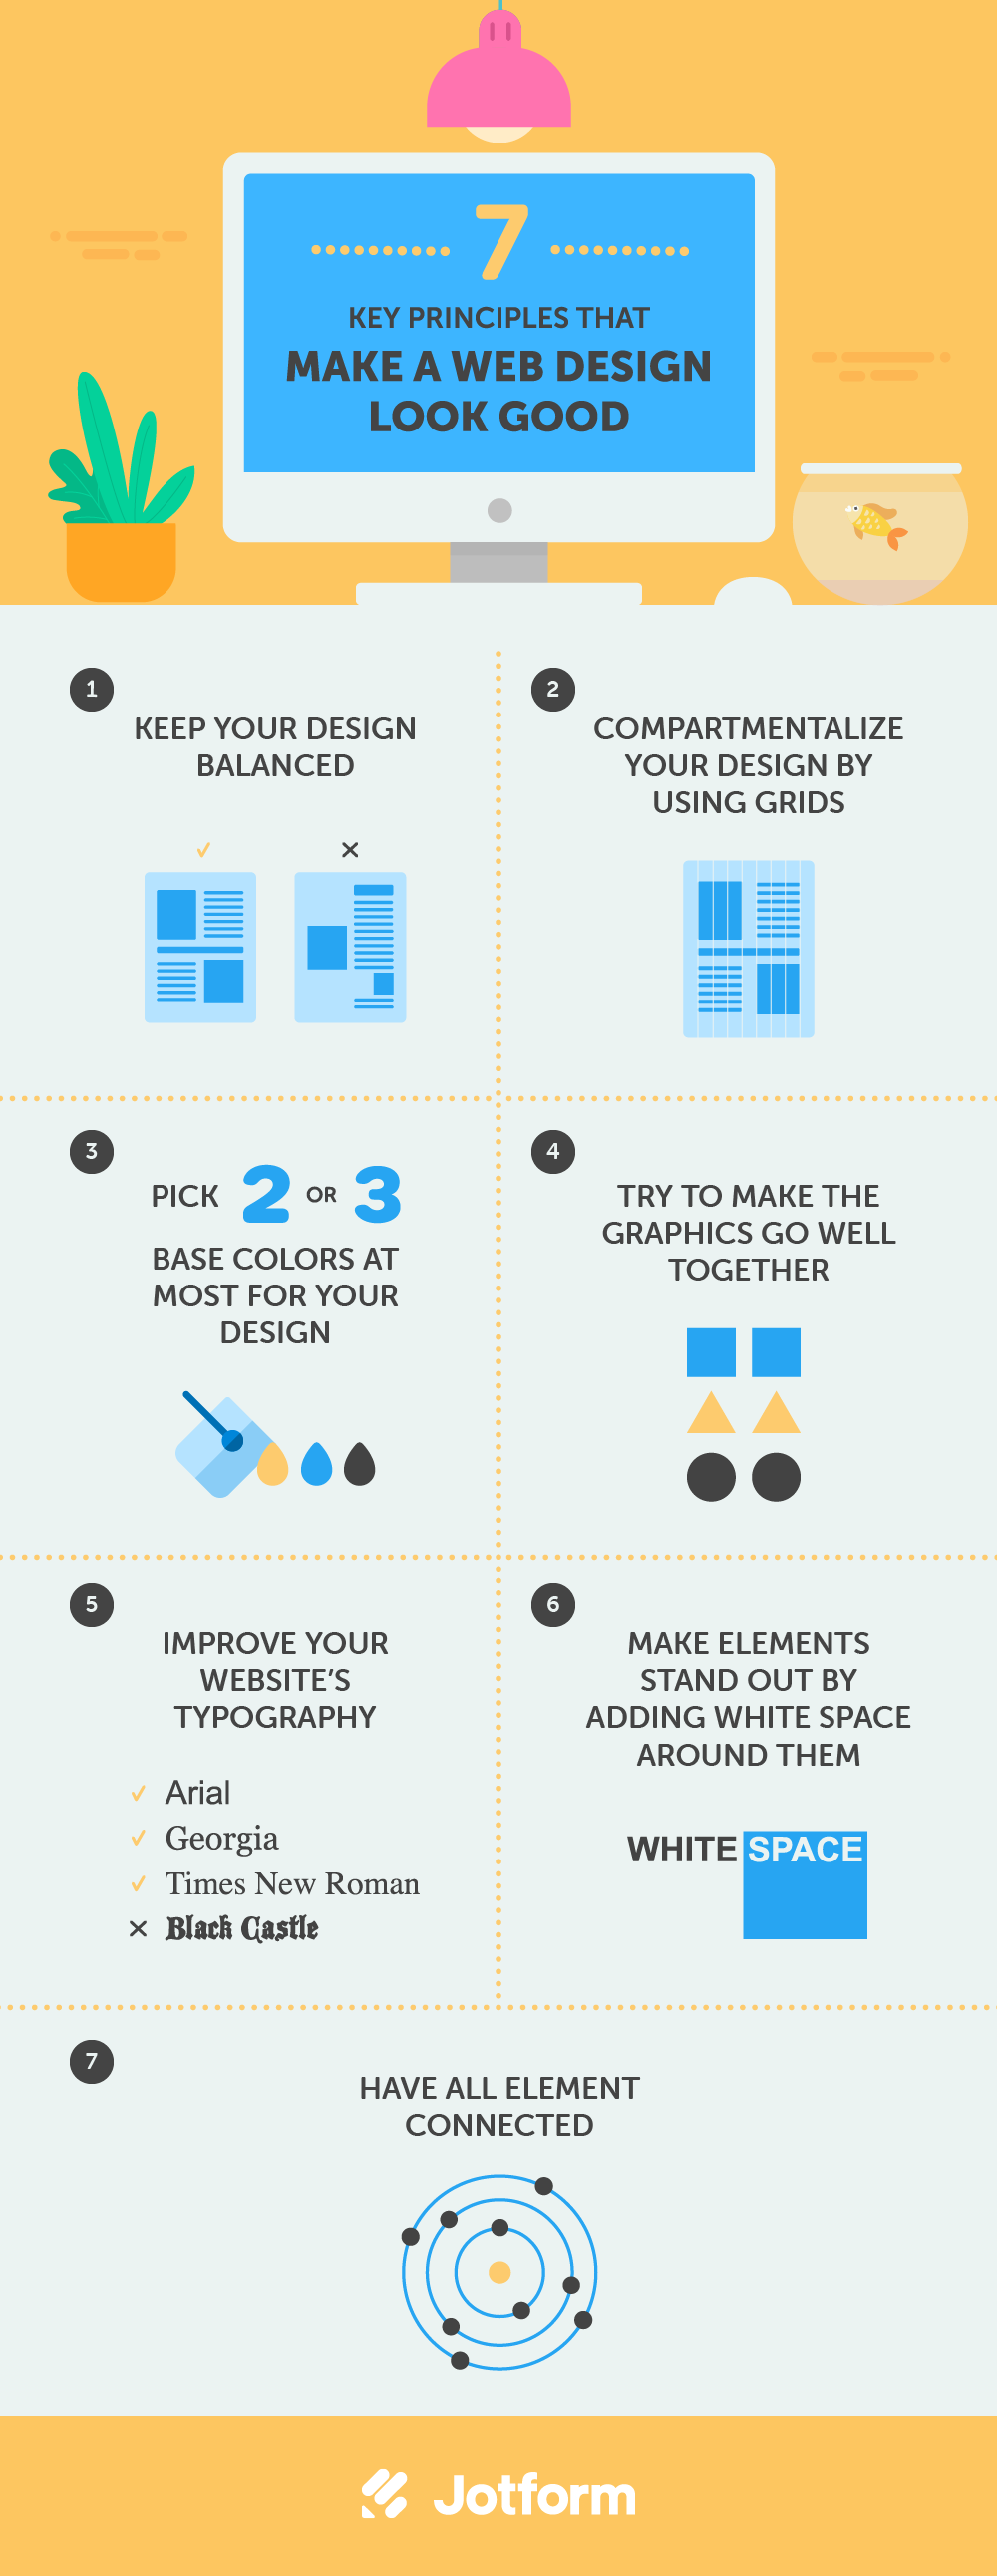 7
KEY PRINCIPLES THAT
MAKE A WEB DESIGN
LOOK GOOD
1
KEEP YOUR DESIGN
BALANCED
2
COMPARTMENTALIZE
YOUR DESIGN BY
USING GRIDS
3
PICK 2 OR 3
BASE COLORS AT
MOST FOR YOUR
DESIGN
4
TRY TO MAKE THE
GRAPHICS GO WELL
TOGETHER
5
IMPROVE YOUR
WEBSITE’S
TYPOGRAPHY
Arial
Georgia
Times New Roman
Black Castle
6
MAKE ELEMENTS
STAND OUT BY
ADDING WHITE SPACE
AROUND THEM
WHITE SPACE
7
HAVE ALL ELEMENT
CONNECTED
Jotform